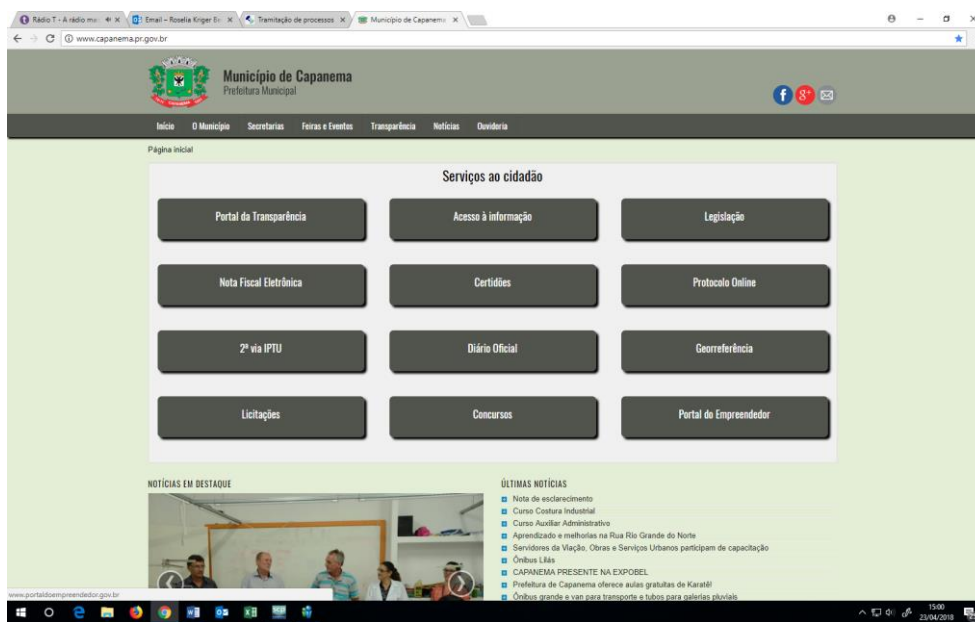 Rádio T - A rádio ma
Email – Roselia Kriger Be
Tramitação de processos
Município de Capanema
www.capanema.pr.gov.br
Município de Capanema
Prefeitura Municipal
Início O Município Secretarias Feiras e Eventos Transparência Notícias Ouvidoria
Página inicial
Serviços ao cidadão
Portal da Transparência Acesso à informação Legislação
Nota Fiscal Eletrônica Certidões Protocolo Online
2ª via IPTU Diário Oficial Georreferência
Licitações Concursos Portal do Empreendedor
NOTÍCIAS EM DESTAQUE
ÚLTIMAS NOTÍCIAS
Nota de esclarecimento
Curso Costura Industrial
Curso Auxiliar Administrativo
Aprendizado e melhorias na Rua Rio Grande do Norte
Servidores da Viação, Obras e Serviços Urbanos participam de capacitação
Ônibus Lilás
CAPANEMA PRESENTE NA EXPOBEL
Prefeitura de Capanema oferece aulas gratuitas de Karatê!
Ônibus grande e van para transporte e tubos para galerias pluviais
www.portaldoempreendedor.gov.br
15:00
23/04/2018